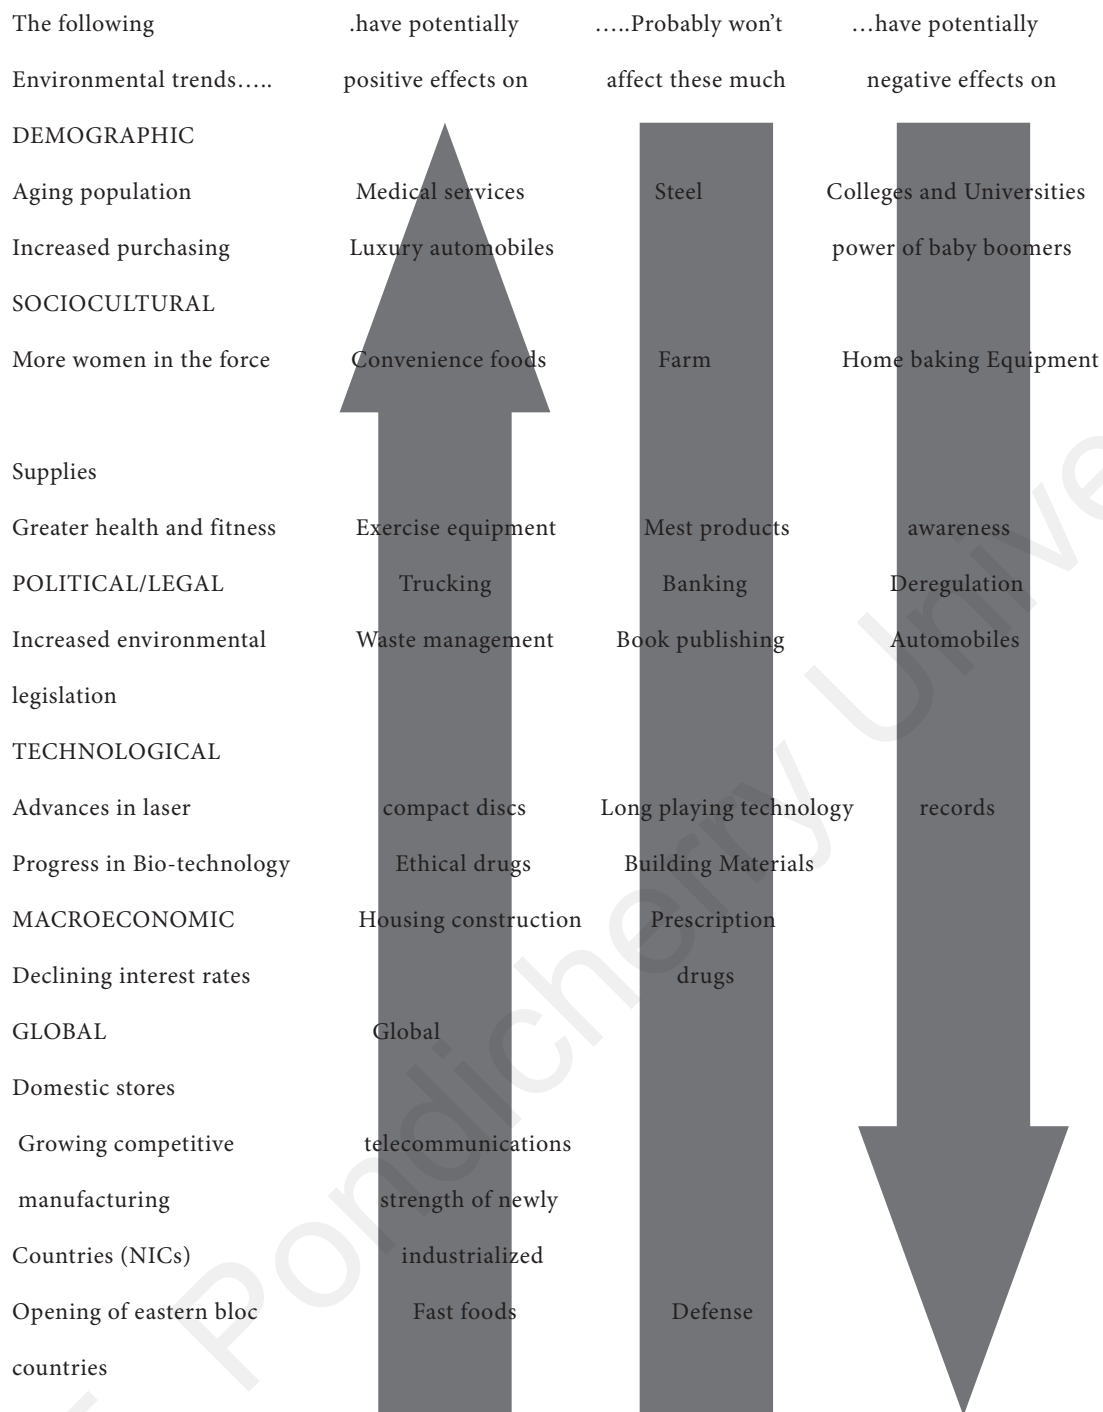 The following .have potentially …..Probably won't …have potentially
Environmental trends….. positive effects on affect these much negative effects on
DEMOGRAPHIC
Aging population Medical services Steel Colleges and Universities
Increased purchasing Luxury automobiles power of baby boomers
SOCIOCULTURAL
More women in the force Convenience foods Farm Home baking Equipment
Supplies
Greater health and fitness Exercise equipment Mest products awareness
POLITICAL/LEGAL Trucking Banking Deregulation
Increased environmental Waste management Book publishing Automobiles
legislation
TECHNOLOGICAL
Advances in laser compact discs Long playing technology records
Progress in Bio-technology Ethical drugs Building Materials
MACROECONOMIC Housing construction Prescription
Declining interest rates drugs
GLOBAL Global
Domestic stores
Growing competitive telecommunications
manufacturing strength of newly
Countries (NICs) industrialized
Opening of eastern bloc Fast foods Defense
countries
Pondicherry Unive